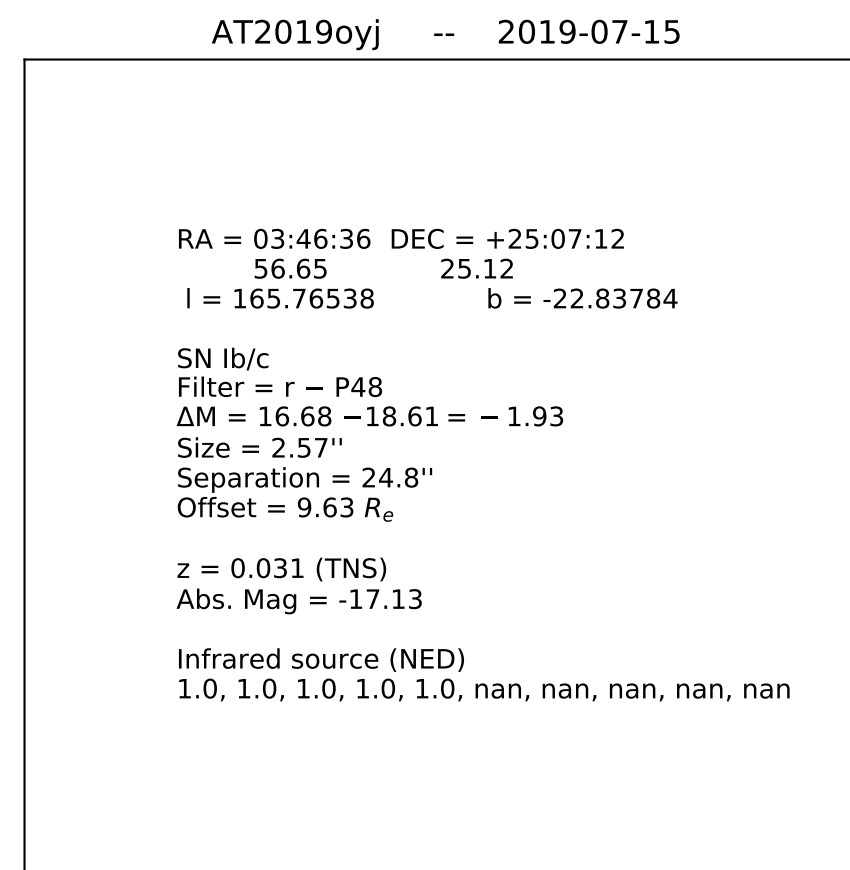 AT2019oyj -- 2019-07-15
RA = 03:46:36 DEC = +25:07:12
56.65 25.12
l = 165.76538 b = -22.83784
SN Ib/c
Filter = r − P48
ΔM = 16.68 −18.61 = − 1.93
Size = 2.57''
Separation = 24.8''
Offset = 9.63 Rₑ
z = 0.031 (TNS)
Abs. Mag = -17.13
Infrared source (NED)
1.0, 1.0, 1.0, 1.0, 1.0, nan, nan, nan, nan, nan